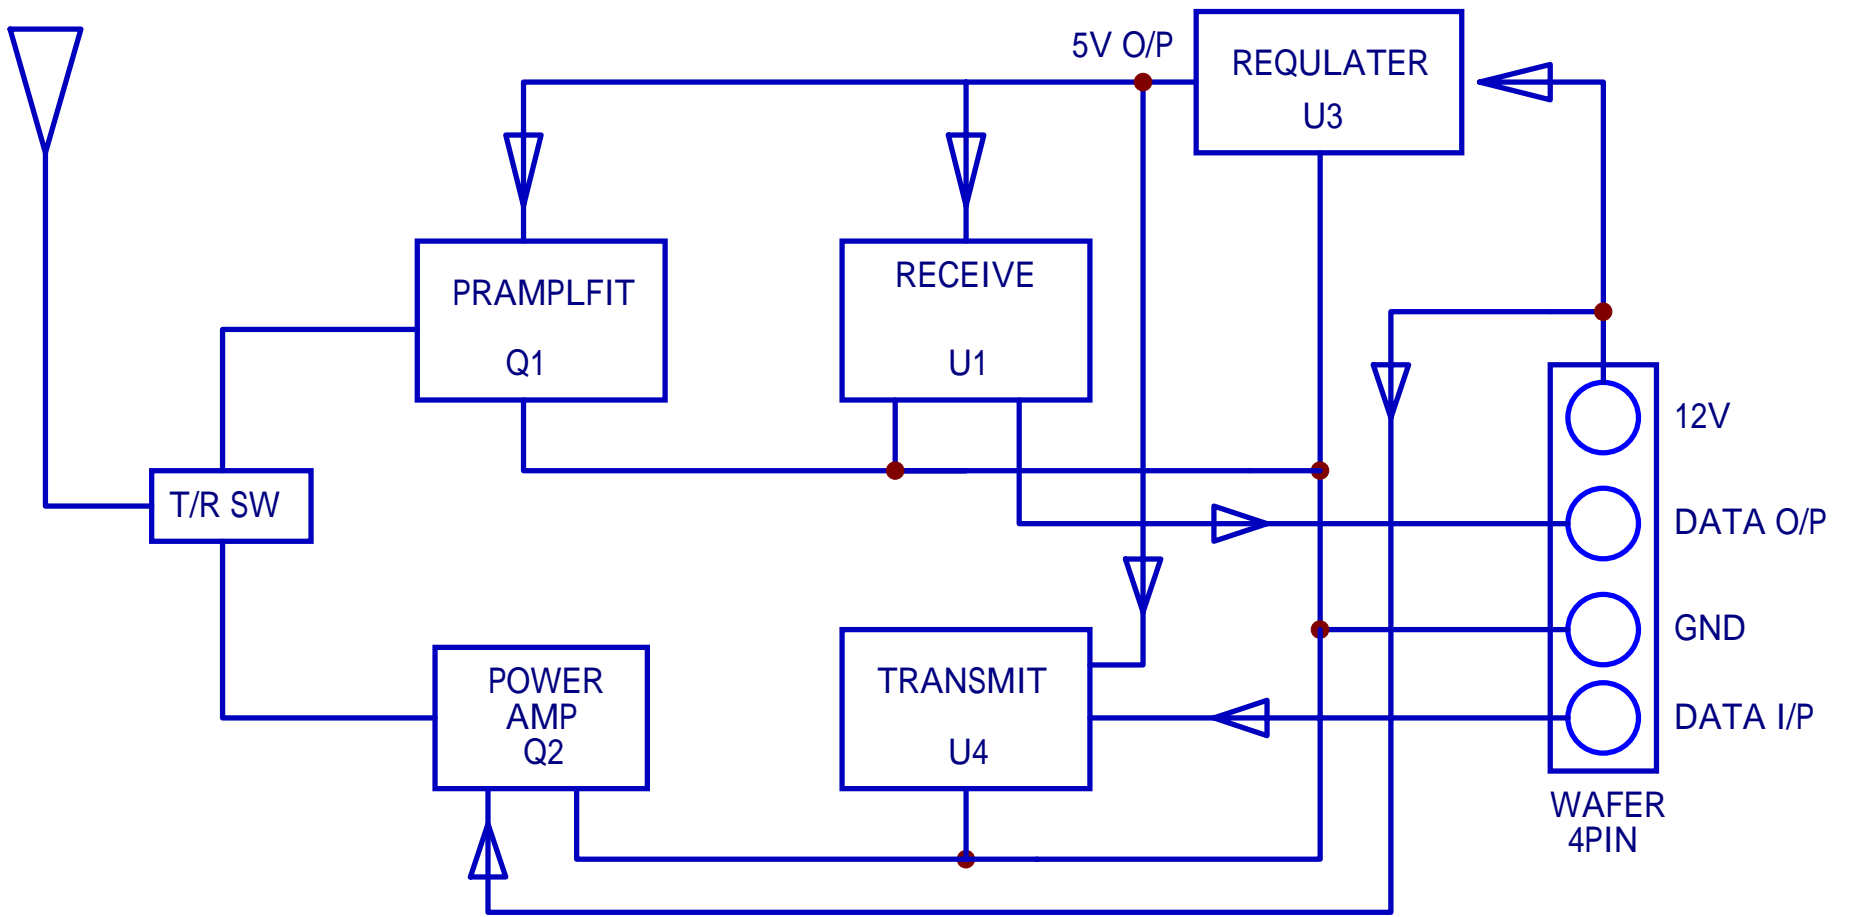 5V O/P
REQULATER
U3
PRAMPLFIT
Q1
RECEIVE
U1
12V
T/R SW
DATA O/P
GND
POWER
AMP
Q2
TRANSMIT
U4
DATA I/P
WAFER
4PIN